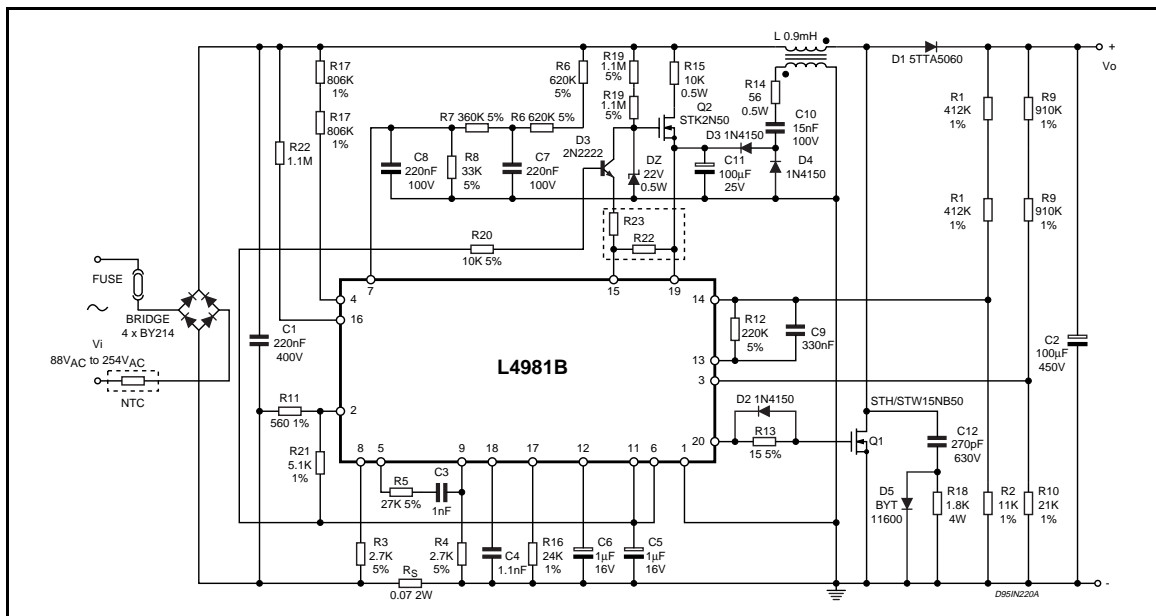 L 0.9mH
D1 5TTA5060
+
Vo
R17
806K
1%
R17
806K
1%
R22
1.1M
R6
620K
5%
R7 360K 5%
R6 620K 5%
R19
1.1M
5%
R19
1.1M
5%
R15
10K
0.5W
Q2
STK2N50
R14
56
0.5W
C10
15nF
100V
D3
2N2222
D3 1N4150
D4
1N4150
C8
220nF
100V
R8
33K
5%
C7
220nF
100V
DZ
22V
0.5W
C11
100µF
25V
R1
412K
1%
R9
910K
1%
R1
412K
1%
R9
910K
1%
R23
R22
R20
10K 5%
7
15
19
4
16
2
14
13
3
20
L4981B
FUSE
BRIDGE
4 x BY214
Vi
88VAC to 254VAC
NTC
C1
220nF
400V
R11
560 1%
R21
5.1K
1%
R12
220K
5%
C9
330nF
C2
100µF
450V
D2 1N4150
R13
15 5%
STH/STW15NB50
Q1
C12
270pF
630V
8
5
9
18
17
12
11
6
1
R5
27K 5%
C3
1nF
D5
BYT
11600
R18
1.8K
4W
R2
11K
1%
R10
21K
1%
R3
2.7K
5%
R4
2.7K
5%
C4
1.1nF
R16
24K
1%
C6
1µF
16V
C5
1µF
16V
RS
0.07 2W
-
D95IN220A